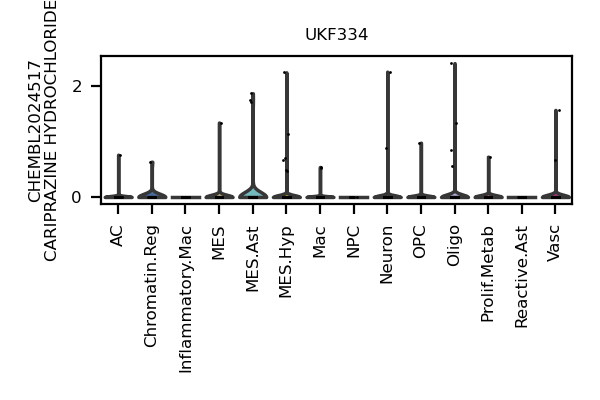 UKF334
CHEMBL2024517
CARIPRAZINE HYDROCHLORIDE
2
0
AC
Chromatin.Reg
Inflammatory.Mac
MES
MES.Ast
MES.Hyp
Mac
NPC
Neuron
OPC
Oligo
Prolif.Metab
Reactive.Ast
Vasc